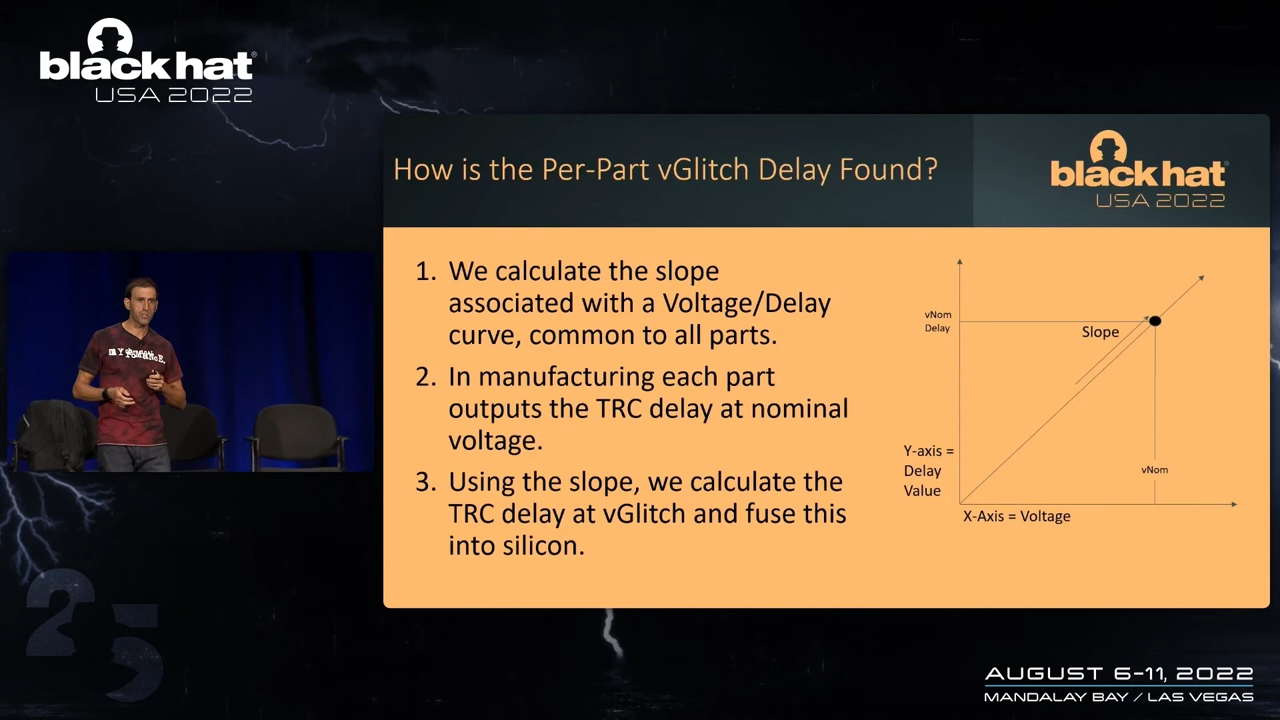 black hat®
USA 2022
How is the Per-Part vGlitch Delay Found?
black hat®
USA 2022
1. We calculate the slope
associated with a Voltage/Delay
curve, common to all parts.
2. In manufacturing each part
outputs the TRC delay at nominal
voltage.
3. Using the slope, we calculate the
TRC delay at vGlitch and fuse this
into silicon.
vNom
Delay
Slope
Y-axis =
Delay
Value
vNom
X-Axis = Voltage
25
AUGUST 6-11, 2022
MANDALAY BAY / LAS VEGAS